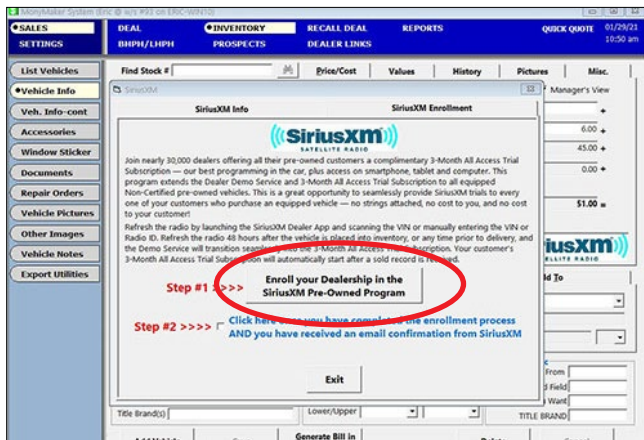 MonyMaker System (Eric @ w/s #93 on ERIC-WIN10)
SALES
SETTINGS
DEAL
INVENTORY
RECALL DEAL
REPORTS
QUICK QUOTE
01/29/21
BHPH/LHPH
PROSPECTS
DEALER LINKS
10:50 am
List Vehicles
Vehicle Info
Veh. Info-cont
Accessories
Window Sticker
Documents
Repair Orders
Vehicle Pictures
Other Images
Vehicle Notes
Export Utilities
Find Stock #
Price/Cost
Values
History
Pictures
Misc.
SiriusXM
Manager's View
SiriusXM Info
SiriusXM Enrollment
SiriusXM
SATELLITE RADIO
Join nearly 30,000 dealers offering all their pre-owned customers a complimentary 3-Month All Access Trial
Subscription — our best programming in the car, plus access on smartphone, tablet and computer. This
program extends the Dealer Demo Service and 3-Month All Access Trial Subscription to all equipped
Non-Certified pre-owned vehicles. This is a great opportunity to seamlessly provide SiriusXM trials to every
one of your customers who purchase an equipped vehicle — no strings attached, no cost to you, and no cost
to your customer!
Refresh the radio by launching the SiriusXM Dealer App and scanning the VIN or manually entering the VIN or
Radio ID. Refresh the radio 48 hours after the vehicle is placed into inventory, or any time prior to delivery, and
the Demo Service will transition seamlessly into the 3-Month All Access Trial Subscription. Your customer's
3-Month All Access Trial Subscription will automatically start after a sold record is received.
Step #1 >>>>
Enroll your Dealership in the
SiriusXM Pre-Owned Program
Step #2 >>>>
Click here once you have completed the enrollment process
AND you have received an email confirmation from SiriusXM
Exit
+
6.00 +
45.00 +
0.00 +
51.00 =
iusXM
LLITE RADIO
ld To
From
d Field
Want
TITLE BRAND
Title Brand(s)
Lower/Upper
Generate Bill in